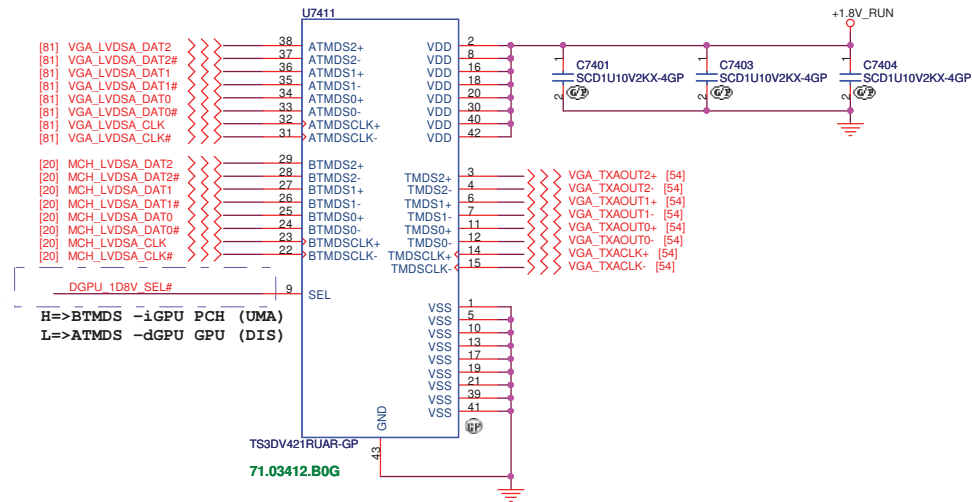 U7411
+1.8V_RUN
[81] VGA_LVDSA_DAT2 38 ATMDS2+ VDD 2
[81] VGA_LVDSA_DAT2# 37 ATMDS2- VDD 8
[81] VGA_LVDSA_DAT1 36 ATMDS1+ VDD 16
[81] VGA_LVDSA_DAT1# 35 ATMDS1- VDD 18
[81] VGA_LVDSA_DAT0 34 ATMDS0+ VDD 20
[81] VGA_LVDSA_DAT0# 33 ATMDS0- VDD 30
[81] VGA_LVDSA_CLK 32 ATMDSCLK+ VDD 40
[81] VGA_LVDSA_CLK# 31 ATMDSCLK- VDD 42
1 C7401 SCD1U10V2KX-4GP 2 G/P
1 C7403 SCD1U10V2KX-4GP 2 G/P
1 C7404 SCD1U10V2KX-4GP 2 G/P
[20] MCH_LVDSA_DAT2 29 BTMDS2+
[20] MCH_LVDSA_DAT2# 28 BTMDS2-
[20] MCH_LVDSA_DAT1 27 BTMDS1+
[20] MCH_LVDSA_DAT1# 26 BTMDS1-
[20] MCH_LVDSA_DAT0 25 BTMDS0+
[20] MCH_LVDSA_DAT0# 24 BTMDS0-
[20] MCH_LVDSA_CLK 23 BTMDSCLK+
[20] MCH_LVDSA_CLK# 22 BTMDSCLK-
TMDS2+ 3 VGA_TXAOUT2+ [54]
TMDS2- 4 VGA_TXAOUT2- [54]
TMDS1+ 6 VGA_TXAOUT1+ [54]
TMDS1- 7 VGA_TXAOUT1- [54]
TMDS0+ 11 VGA_TXAOUT0+ [54]
TMDS0- 12 VGA_TXAOUT0- [54]
TMDSCLK+ 14 VGA_TXACLK+ [54]
TMDSCLK- 15 VGA_TXACLK- [54]
DGPU_1D8V_SEL# 9 SEL
H=>BTMDS -iGPU PCH (UMA)
L=>ATMDS -dGPU GPU (DIS)
VSS 1
VSS 5
VSS 10
VSS 13
VSS 17
VSS 19
VSS 21
VSS 39
VSS 41
GND 43
GP
TS3DV421RUAR-GP
71.03412.B0G